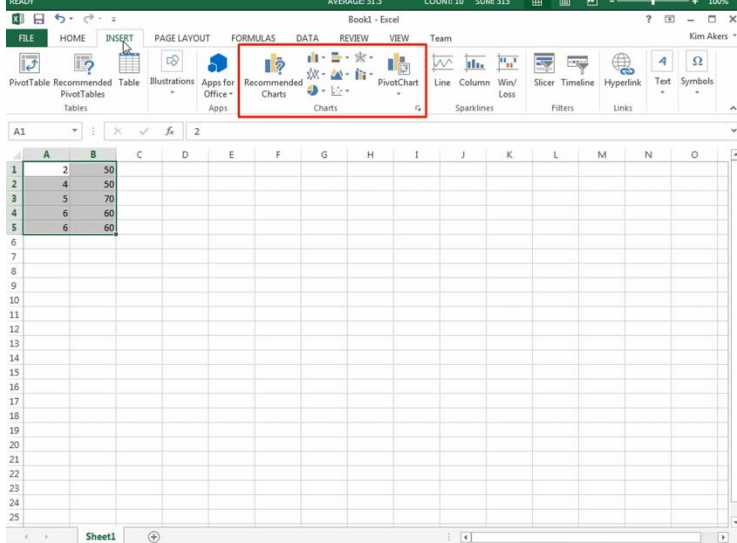 READY AVERAGE: 31.3 COUNT: 10 SUM: 313 100%
Book1 - Excel
FILE HOME INSERT PAGE LAYOUT FORMULAS DATA REVIEW VIEW Team Kim Akers
PivotTable Recommended PivotTables Table Illustrations Apps for Office Recommended Charts PivotChart Line Column Win/Loss Slicer Timeline Hyperlink Text Symbols
Tables Apps Charts Sparklines Filters Links
A1 fx 2
A B C D E F G H I J K L M N O
1 2 50
2 4 50
3 5 70
4 6 60
5 6 60
6
7
8
9
10
11
12
13
14
15
16
17
18
19
20
21
22
23
24
25
Sheet1